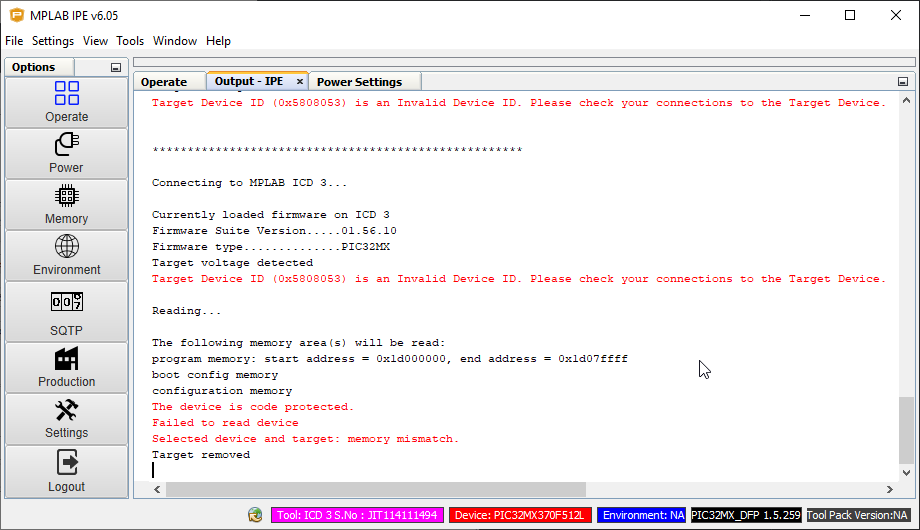 MPLAB IPE v6.05
File Settings View Tools Window Help
Options
Operate
Power
Memory
Environment
SQTP
Production
Settings
Logout
Operate Output - IPE × Power Settings
Target Device ID (0x5808053) is an Invalid Device ID. Please check your connections to the Target Device.
*****************************************************
Connecting to MPLAB ICD 3...
Currently loaded firmware on ICD 3
Firmware Suite Version.....01.56.10
Firmware type..............PIC32MX
Target voltage detected
Target Device ID (0x5808053) is an Invalid Device ID. Please check your connections to the Target Device.
Reading...
The following memory area(s) will be read:
program memory: start address = 0x1d000000, end address = 0x1d07ffff
boot config memory
configuration memory
The device is code protected.
Failed to read device
Selected device and target: memory mismatch.
Target removed
Tool: ICD 3 S.No : JIT114111494 Device: PIC32MX370F512L Environment: NA PIC32MX_DFP 1.5.259 Tool Pack Version:NA